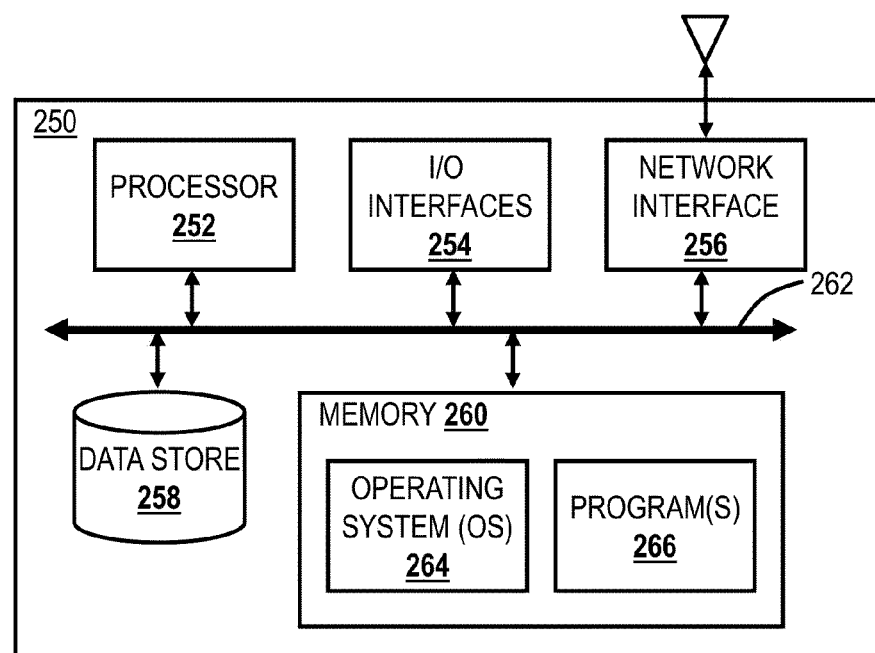 250
PROCESSOR
252
I/O
INTERFACES
254
NETWORK
INTERFACE
256
262
DATA STORE
258
MEMORY 260
OPERATING
SYSTEM (OS)
264
PROGRAM(S)
266